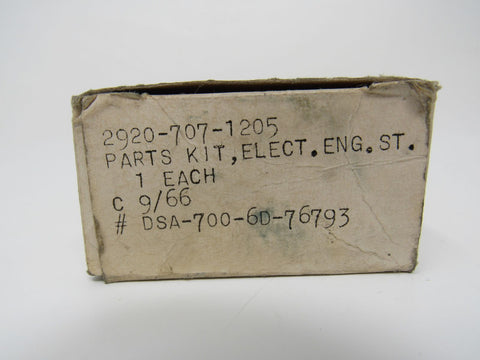 2920-707-1205
PARTS KIT,ELECT.ENG.ST.
1 EACH
C 9/66
# DSA-700-6D-76793